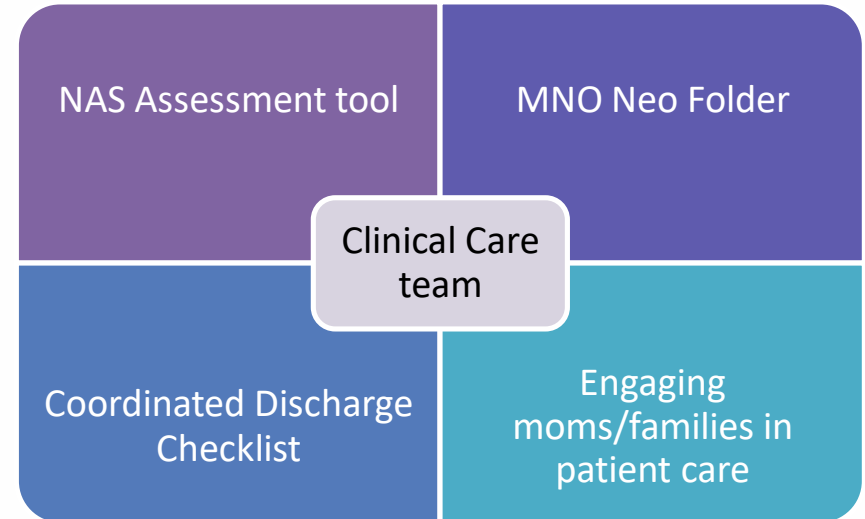 NAS Assessment tool
MNO Neo Folder
Clinical Care
team
Coordinated Discharge
Checklist
Engaging
moms/families in
patient care